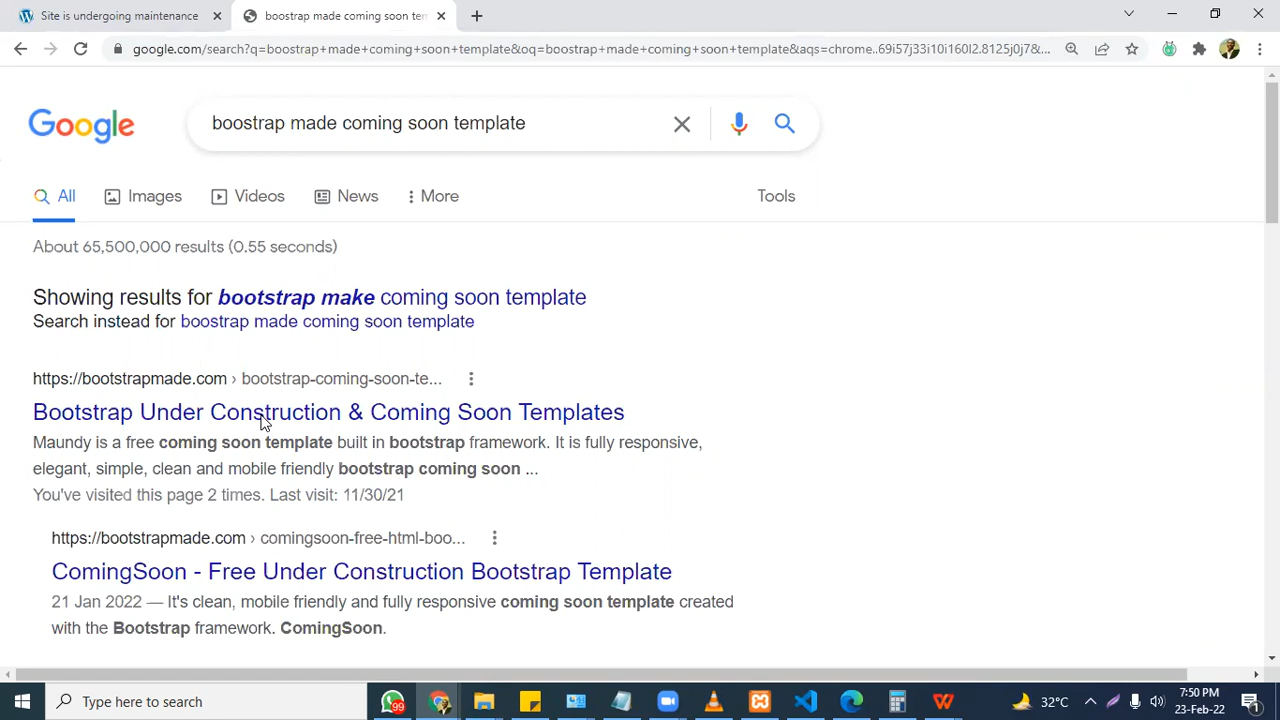 Site is undergoing maintenance
boostrap made coming soon tem
google.com/search?q=boostrap+made+coming+soon+template&oq=boostrap+made+coming+soon+template&aqs=chrome..69i57j33i10i160l2.8125j0j7&...
Google
boostrap made coming soon template
All Images Videos News More Tools
About 65,500,000 results (0.55 seconds)
Showing results for bootstrap make coming soon template
Search instead for boostrap made coming soon template
https://bootstrapmade.com › bootstrap-coming-soon-te...
Bootstrap Under Construction & Coming Soon Templates
Maundy is a free coming soon template built in bootstrap framework. It is fully responsive,
elegant, simple, clean and mobile friendly bootstrap coming soon ...
You've visited this page 2 times. Last visit: 11/30/21
https://bootstrapmade.com › comingsoon-free-html-boo...
ComingSoon - Free Under Construction Bootstrap Template
21 Jan 2022 — It's clean, mobile friendly and fully responsive coming soon template created
with the Bootstrap framework. ComingSoon.
Type here to search
99
32°C
7:50 PM
23-Feb-22
1